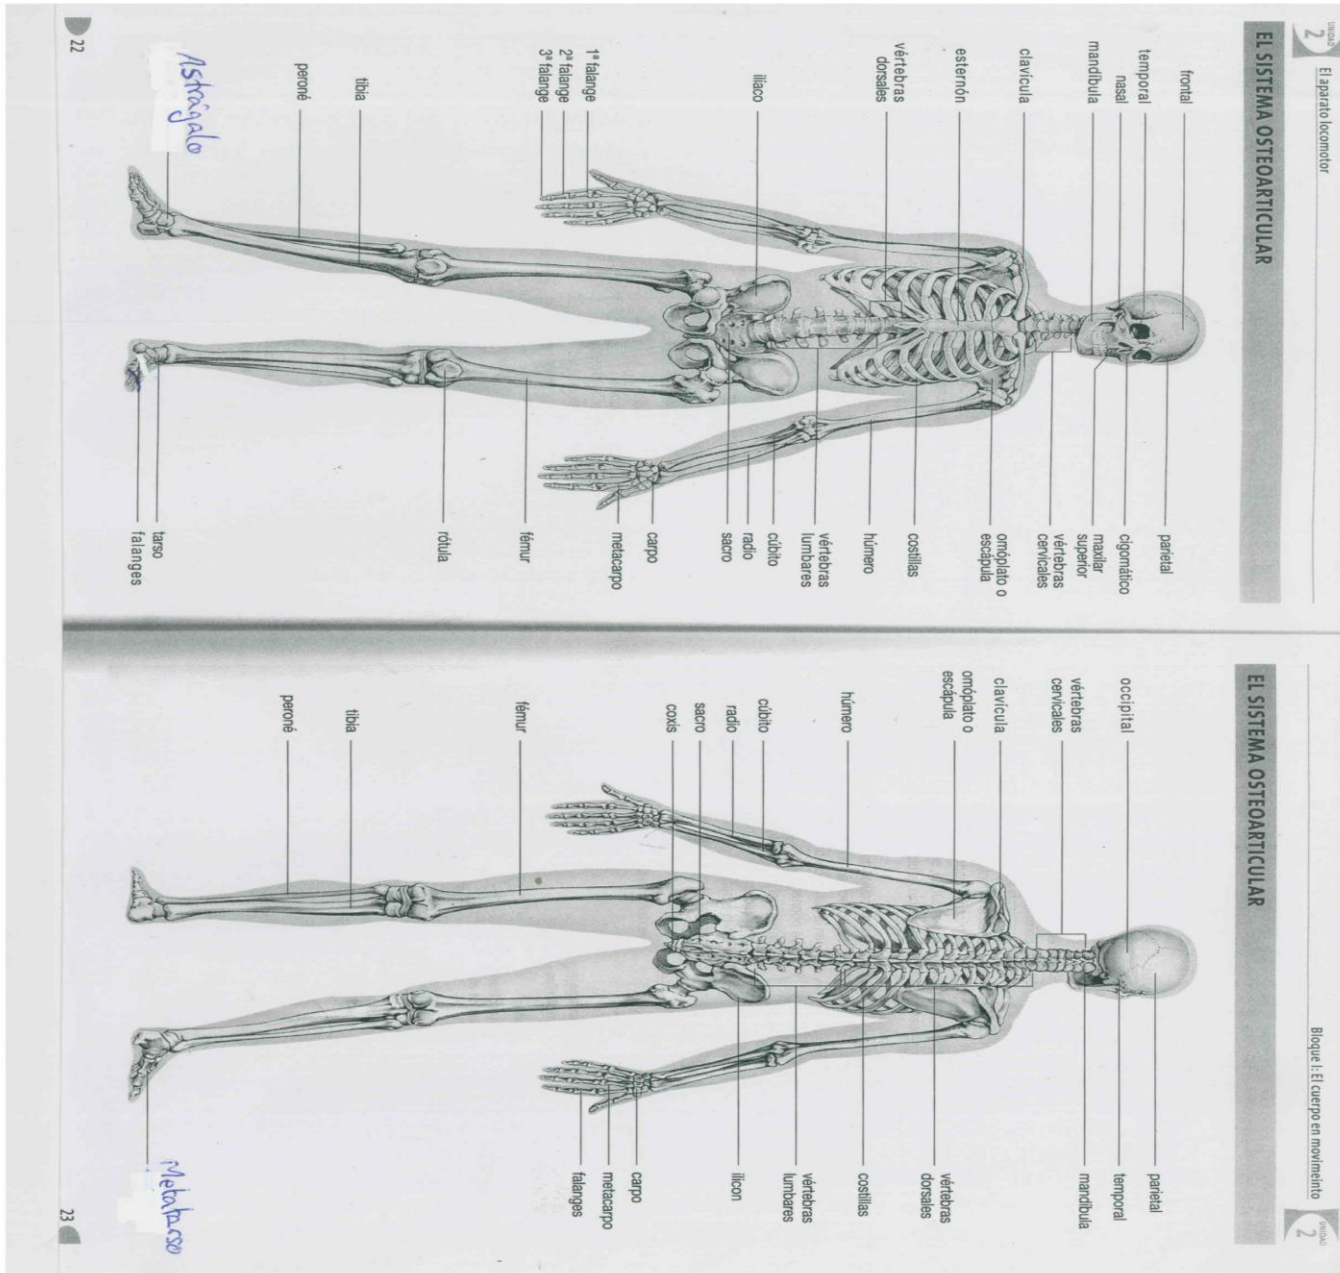 UNIDAD
2
El aparato locomotor
EL SISTEMA OSTEOARTICULAR
frontal
temporal
nasal
mandíbula
clavícula
esternón
vértebras
dorsales
iliaco
1ª falange
2ª falange
3ª falange
tibia
peroné
Astrágalo
parietal
cigomático
maxilar
superior
vértebras
cervicales
omóplato o
escápula
costillas
húmero
vértebras
lumbares
cúbito
radio
sacro
carpo
metacarpo
fémur
rótula
tarso
falanges
22
Bloque I: El cuerpo en movimeinto
UNIDAD
2
EL SISTEMA OSTEOARTICULAR
occipital
vértebras
cervicales
clavícula
omóplato o
escápula
húmero
cúbito
radio
sacro
coxis
fémur
tibia
peroné
parietal
temporal
mandíbula
vértebras
dorsales
costillas
vértebras
lumbares
ilicon
carpo
metacarpo
falanges
Metatarso
23